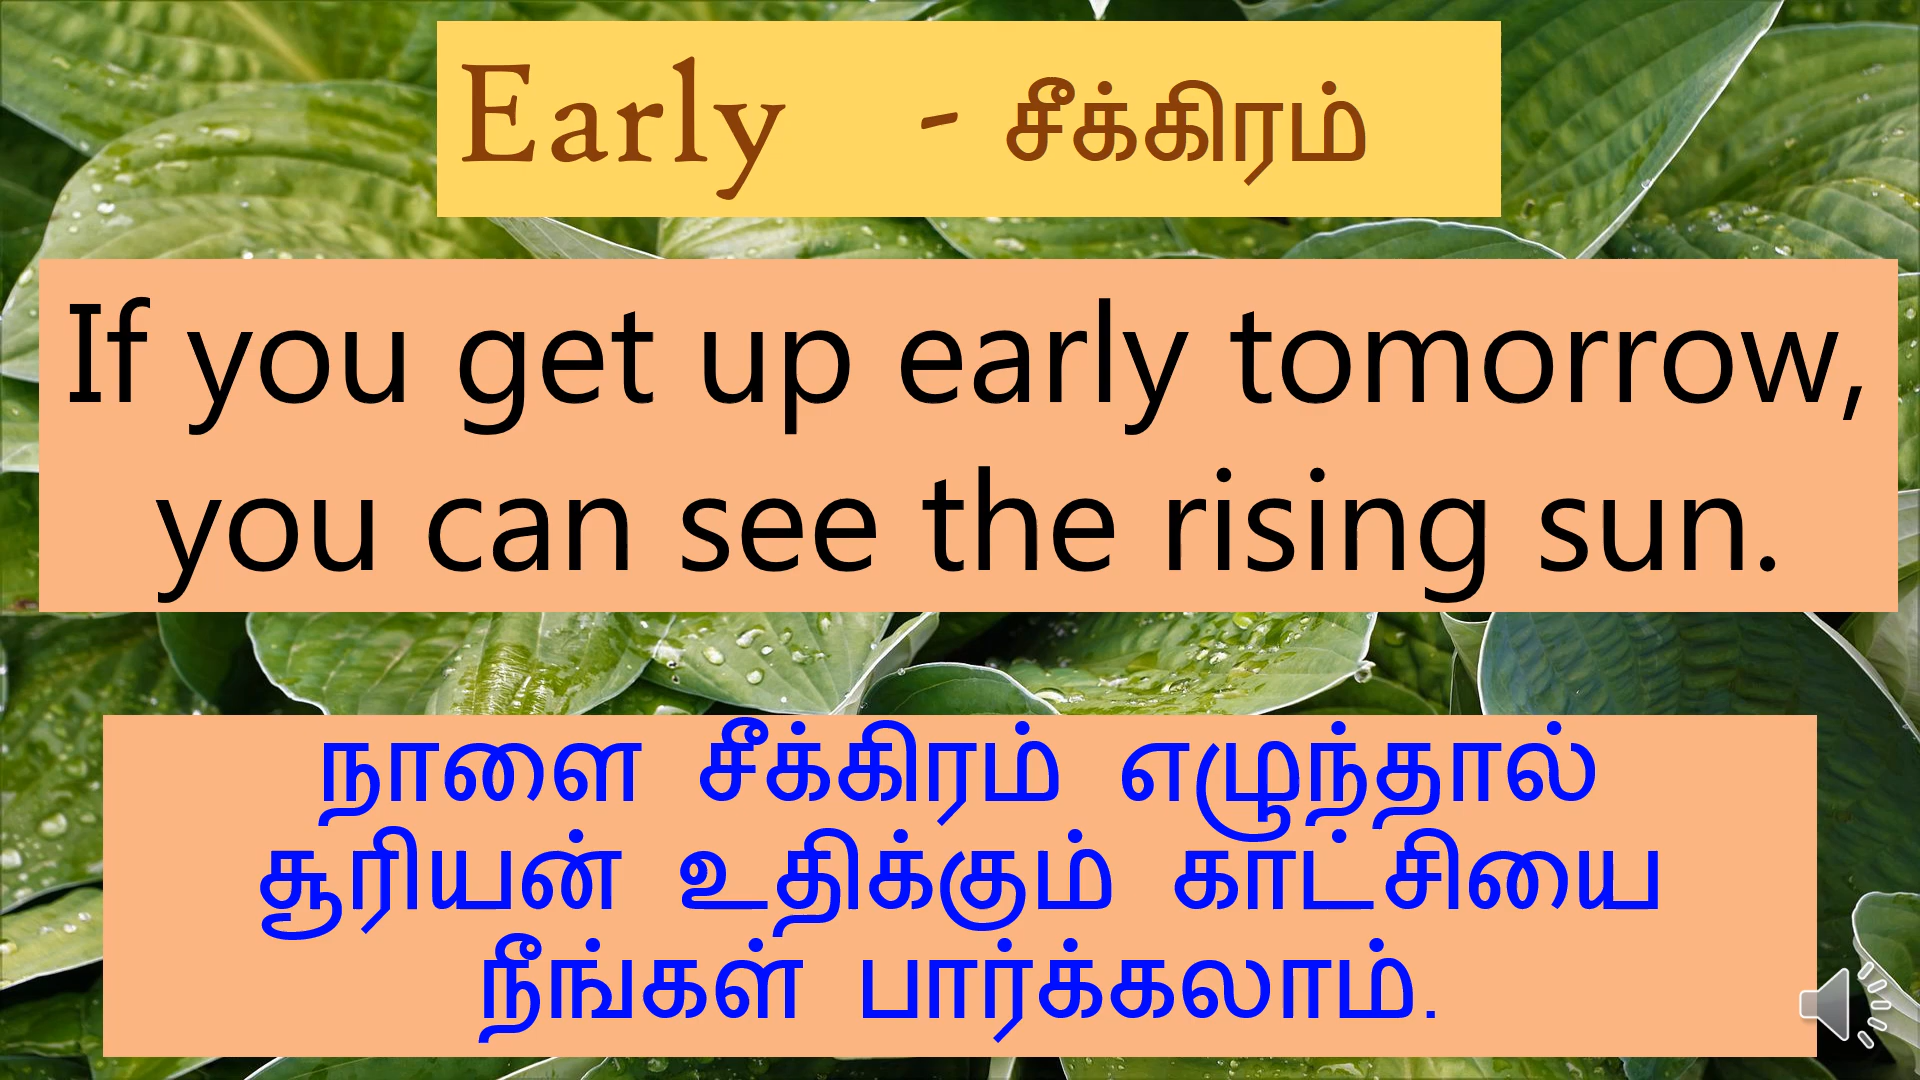 Early - சீக்கிரம்
If you get up early tomorrow,
you can see the rising sun.
நாளை சீக்கிரம் எழுந்தால்
சூரியன் உதிக்கும் காட்சியை
நீங்கள் பார்க்கலாம்.